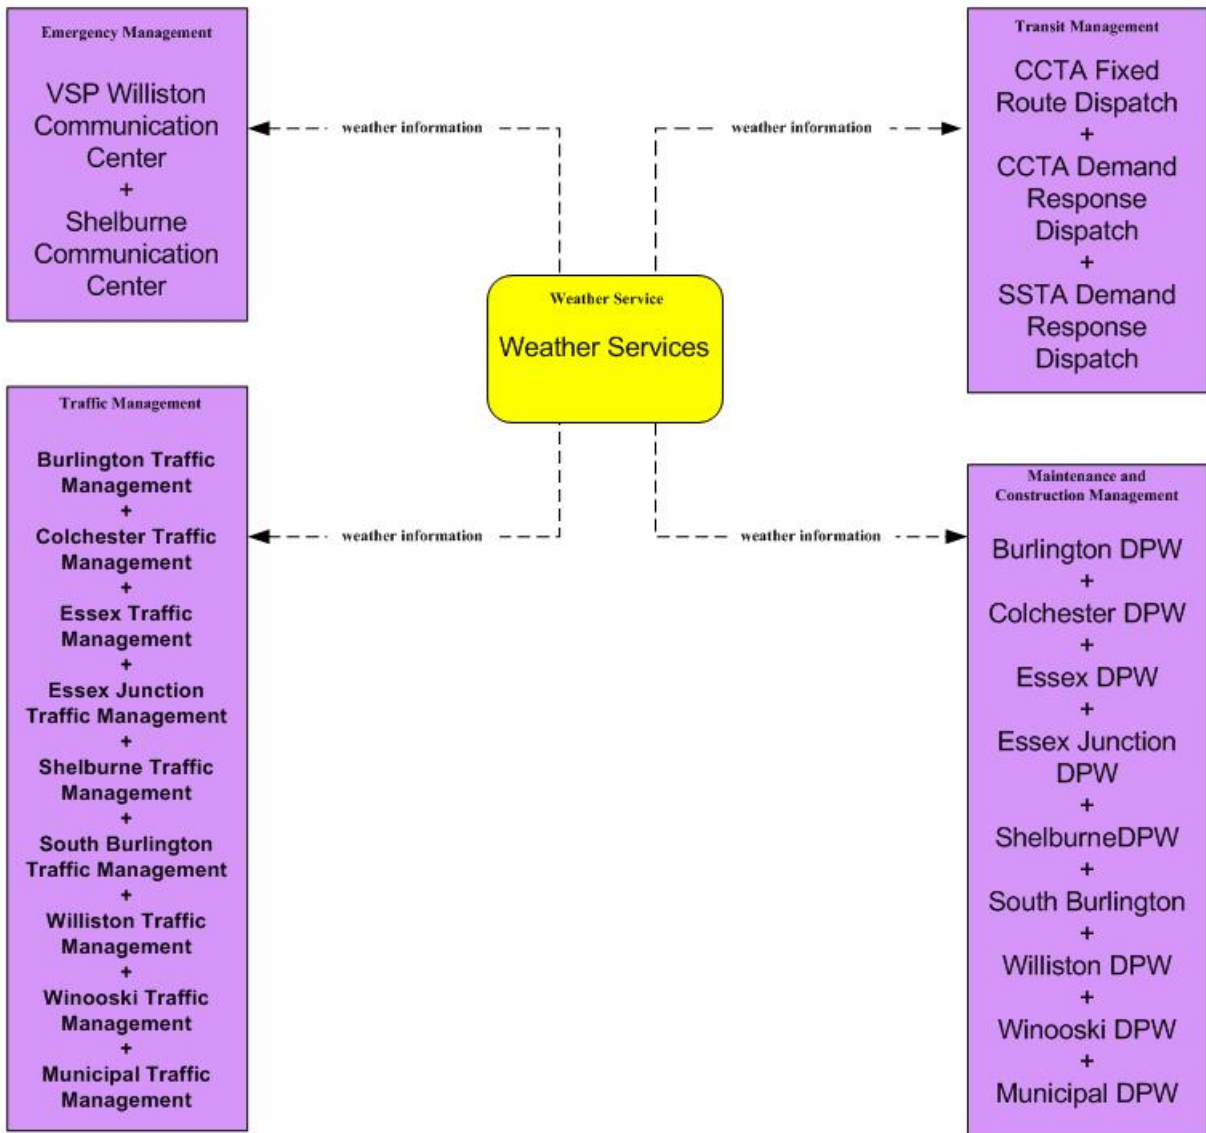 Emergency Management
VSP Williston
Communication
Center
+
Shelburne
Communication
Center
weather information
weather information
Transit Management
CCTA Fixed
Route Dispatch
+
CCTA Demand
Response
Dispatch
+
SSTA Demand
Response
Dispatch
Weather Service
Weather Services
Traffic Management
Burlington Traffic
Management
+
Colchester Traffic
Management
+
Essex Traffic
Management
+
Essex Junction
Traffic Management
+
Shelburne Traffic
Management
+
South Burlington
Traffic Management
+
Williston Traffic
Management
+
Winooski Traffic
Management
+
Municipal Traffic
Management
weather information
weather information
Maintenance and
Construction Management
Burlington DPW
+
Colchester DPW
+
Essex DPW
+
Essex Junction
DPW
+
ShelburneDPW
+
South Burlington
+
Williston DPW
+
Winooski DPW
+
Municipal DPW